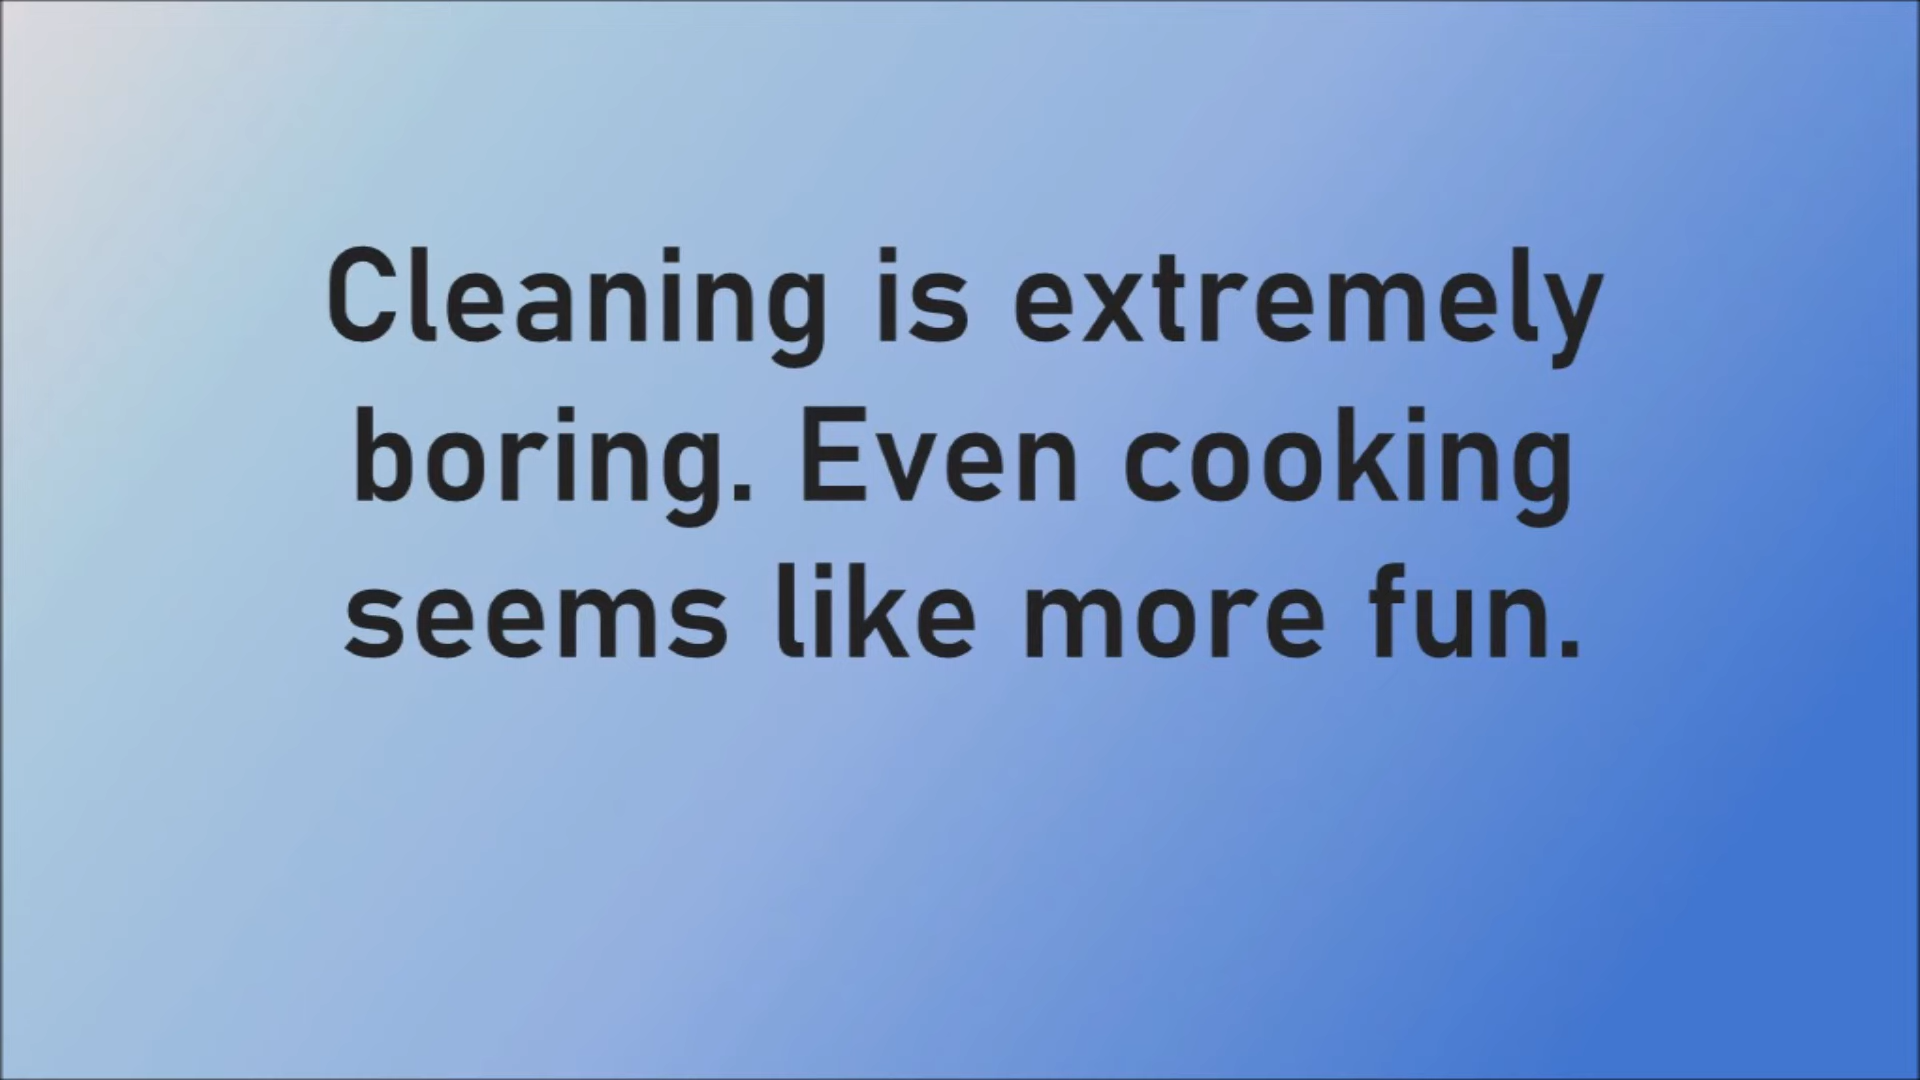 Cleaning is extremely
boring. Even cooking
seems like more fun.